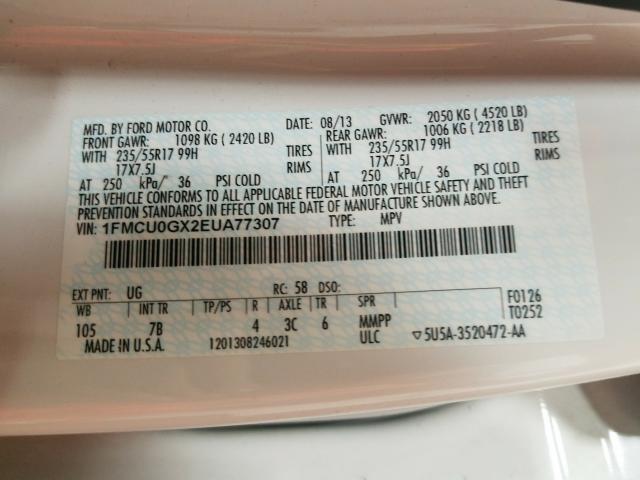 MFD. BY FORD MOTOR CO. DATE: 08/13 GVWR: 2050 KG ( 4520 LB)
FRONT GAWR: 1098 KG ( 2420 LB) REAR GAWR: 1006 KG ( 2218 LB)
WITH 235/55R17 99H TIRES WITH 235/55R17 99H TIRES
17X7.5J RIMS 17X7.5J RIMS
AT 250 kPa/ 36 PSI COLD AT 250 kPa/ 36 PSI COLD
THIS VEHICLE CONFORMS TO ALL APPLICABLE FEDERAL MOTOR VEHICLE SAFETY AND THEFT
PREVENTION STANDARDS IN EFFECT ON THE DATE OF MANUFACTURE SHOWN ABOVE.
VIN: 1FMCU0GX2EUA77307 TYPE: MPV
EXT PNT: UG RC: 58 DSO:
WB INT TR TP/PS R AXLE TR SPR F0126
105 7B 4 3C 6 MMPP T0252
MADE IN U.S.A. 1201308246021 ULC ▽5U5A-3520472-AA